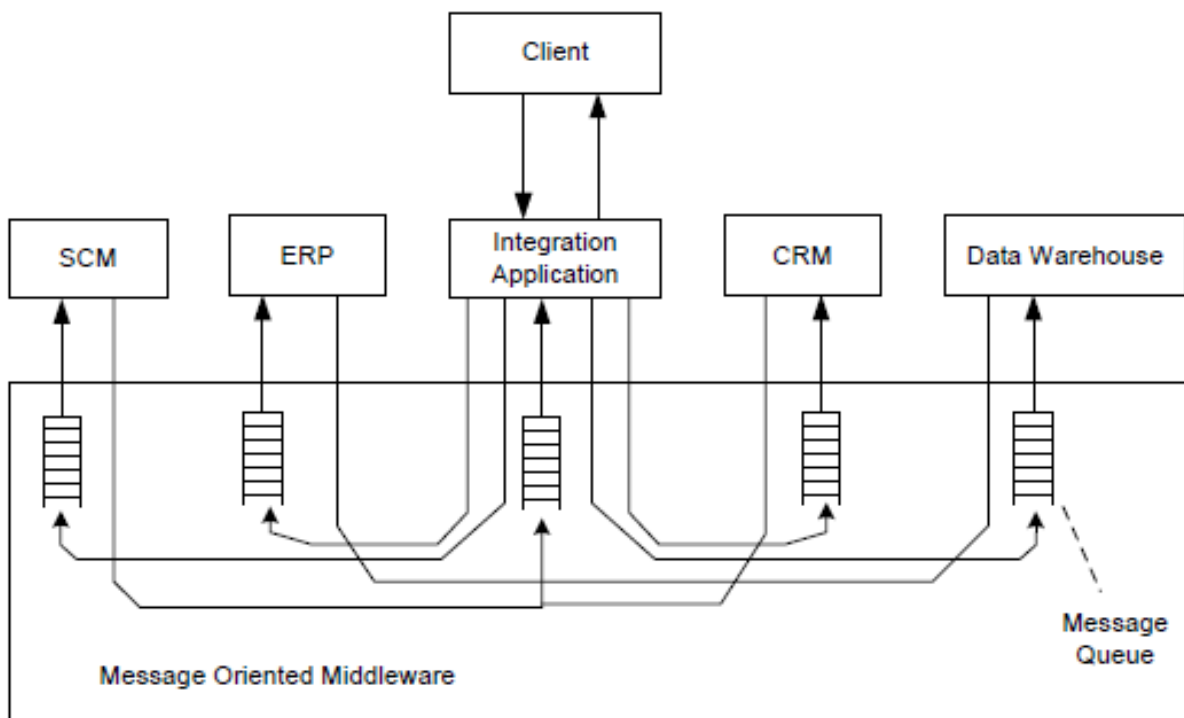 Client
SCM
ERP
Integration
Application
CRM
Data Warehouse
Message
Queue
Message Oriented Middleware